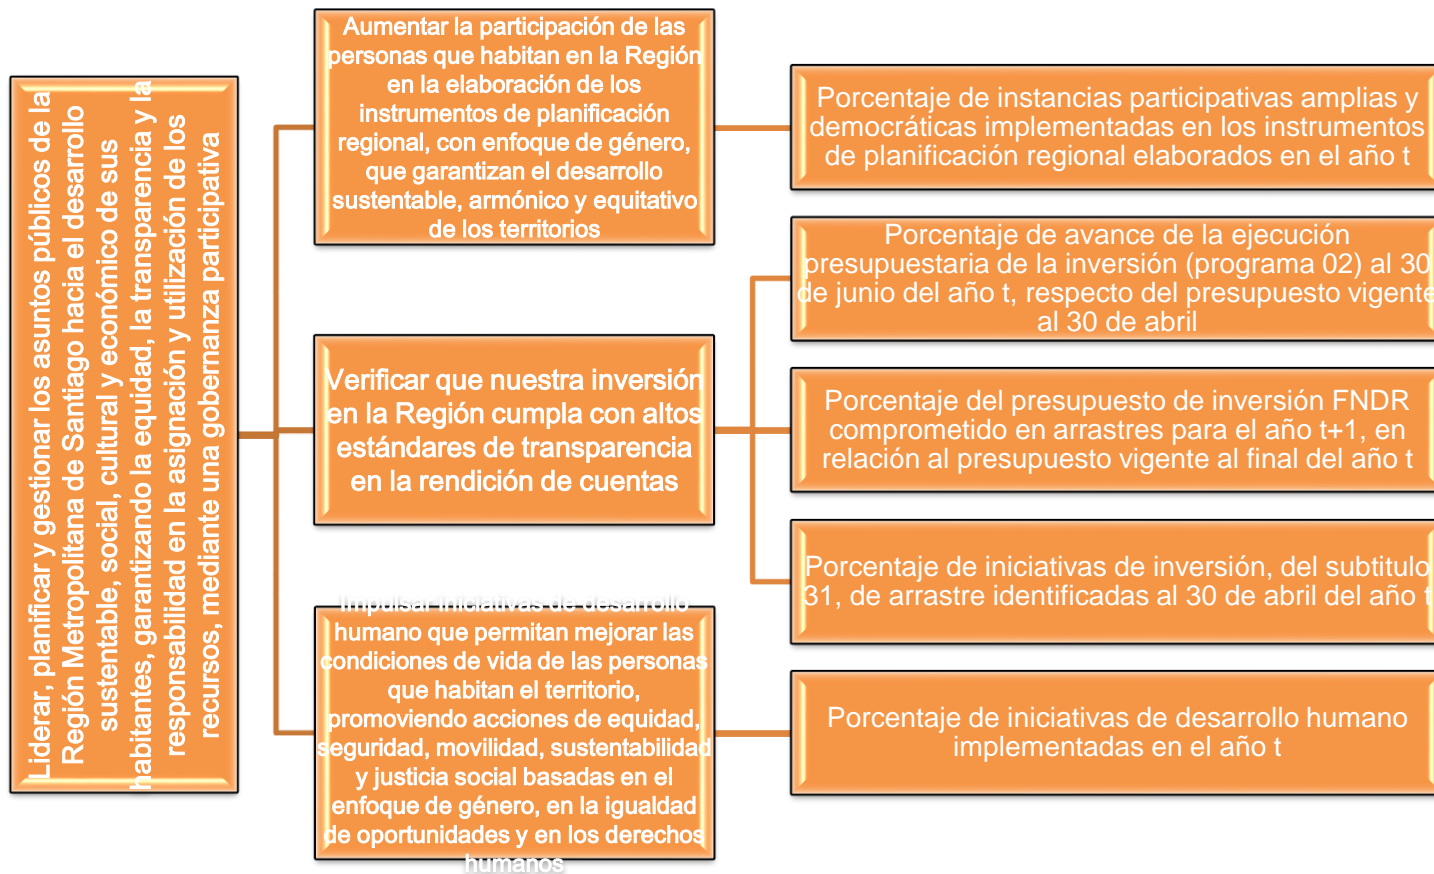 Liderar, planificar y gestionar los asuntos públicos de la
Región Metropolitana de Santiago hacia el desarrollo
sustentable, social, cultural y económico de sus
habitantes, garantizando la equidad, la transparencia y la
responsabilidad en la asignación y utilización de los
recursos, mediante una gobernanza participativa
Aumentar la participación de las
personas que habitan en la Región
en la elaboración de los
instrumentos de planificación
regional, con enfoque de género,
que garantizan el desarrollo
sustentable, armónico y equitativo
de los territorios
Porcentaje de instancias participativas amplias y
democráticas implementadas en los instrumentos
de planificación regional elaborados en el año t
Verificar que nuestra inversión
en la Región cumpla con altos
estándares de transparencia
en la rendición de cuentas
Porcentaje de avance de la ejecución
presupuestaria de la inversión (programa 02) al 30
de junio del año t, respecto del presupuesto vigente
al 30 de abril
Porcentaje del presupuesto de inversión FNDR
comprometido en arrastres para el año t+1, en
relación al presupuesto vigente al final del año t
Porcentaje de iniciativas de inversión, del subtitulo
31, de arrastre identificadas al 30 de abril del año t
Impulsar iniciativas de desarrollo
humano que permitan mejorar las
condiciones de vida de las personas
que habitan el territorio,
promoviendo acciones de equidad,
seguridad, movilidad, sustentabilidad
y justicia social basadas en el
enfoque de género, en la igualdad
de oportunidades y en los derechos
humanos
Porcentaje de iniciativas de desarrollo humano
implementadas en el año t